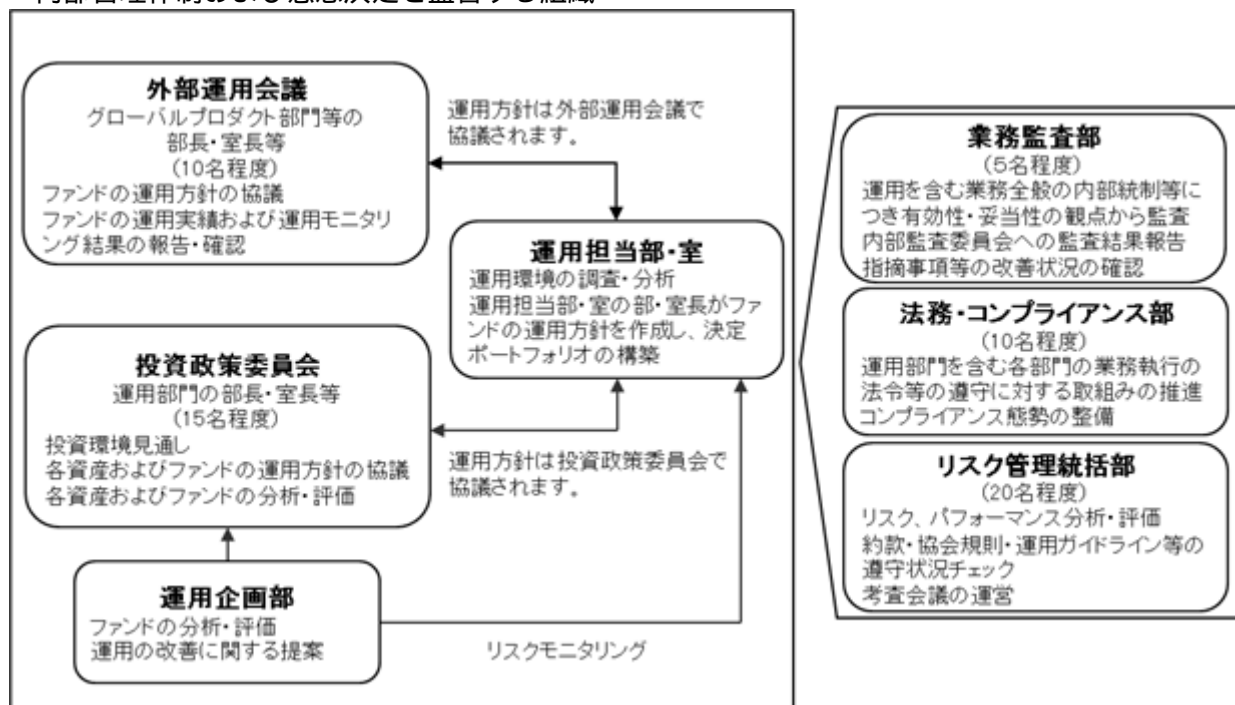 内部管理体制および意思決定を監督する組織
外部運用会議
グローバルプロダクト部門等の
部長・室長等
(10名程度)
ファンドの運用方針の協議
ファンドの運用実績および運用モニタリ
ング結果の報告・確認
運用方針は外部運用会議で
協議されます。
運用担当部・室
運用環境の調査・分析
運用担当部・室の部・室長がファ
ンドの運用方針を作成し、決定
ポートフォリオの構築
投資政策委員会
運用部門の部長・室長等
(15名程度)
投資環境見通し
各資産およびファンドの運用方針の協議
各資産およびファンドの分析・評価
運用方針は投資政策委員会で
協議されます。
運用企画部
ファンドの分析・評価
運用の改善に関する提案
リスクモニタリング
業務監査部
(5名程度)
運用を含む業務全般の内部統制等に
つき有効性・妥当性の観点から監査
内部監査委員会への監査結果報告
指摘事項等の改善状況の確認
法務・コンプライアンス部
(10名程度)
運用部門を含む各部門の業務執行の
法令等の遵守に対する取組みの推進
コンプライアンス態勢の整備
リスク管理統括部
(20名程度)
リスク、パフォーマンス分析・評価
約款・協会規則・運用ガイドライン等の
遵守状況チェック
考査会議の運営